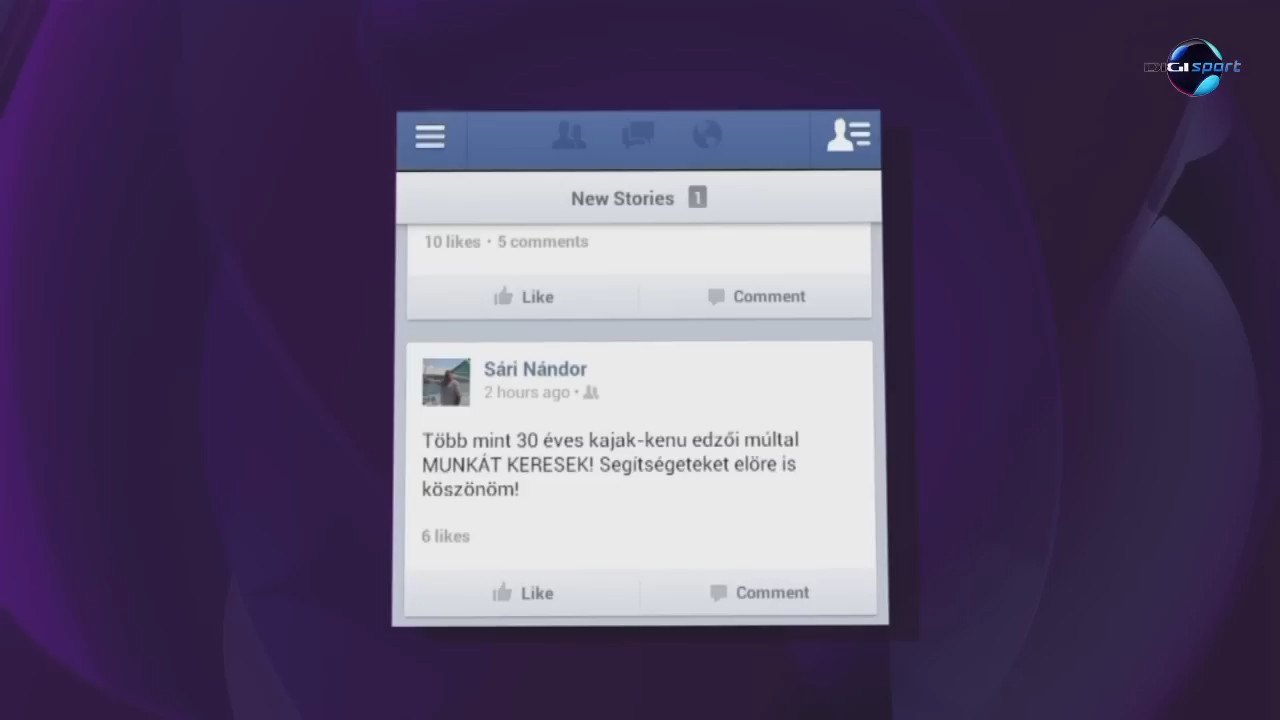 DIGI sport
New Stories 1
10 likes • 5 comments
Like Comment
Sári Nándor
2 hours ago •
Több mint 30 éves kajak-kenu edzői múltal
MUNKÁT KERESEK! Segítségeteket elöre is
köszönöm!
6 likes
Like Comment